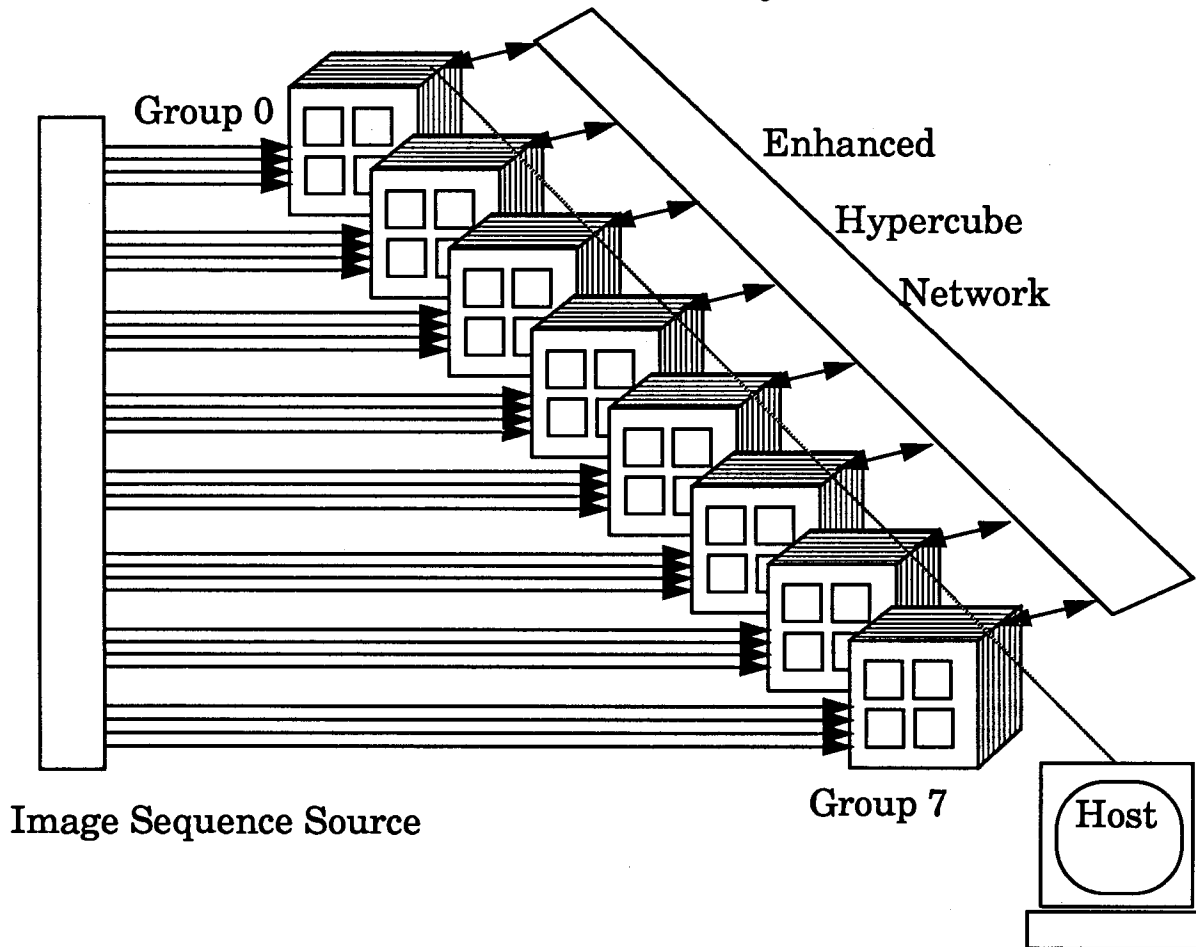 Group 0
Enhanced
Hypercube
Network
Group 7
Image Sequence Source
Host